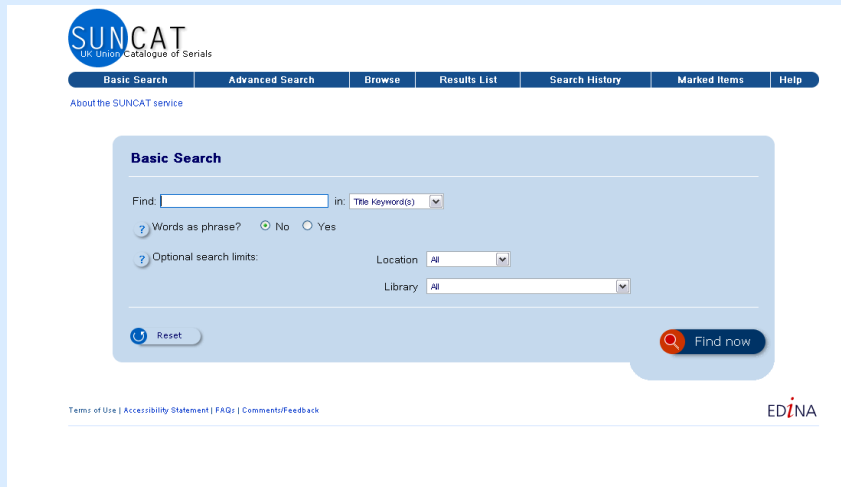 SUNCAT
UK Union Catalogue of Serials
Basic Search Advanced Search Browse Results List Search History Marked Items Help
About the SUNCAT service
Basic Search
Find: in: Title Keyword(s)
? Words as phrase? No Yes
? Optional search limits: Location All
Library All
Reset Find now
Terms of Use | Accessibility Statement | FAQs | Comments/Feedback
EDINA